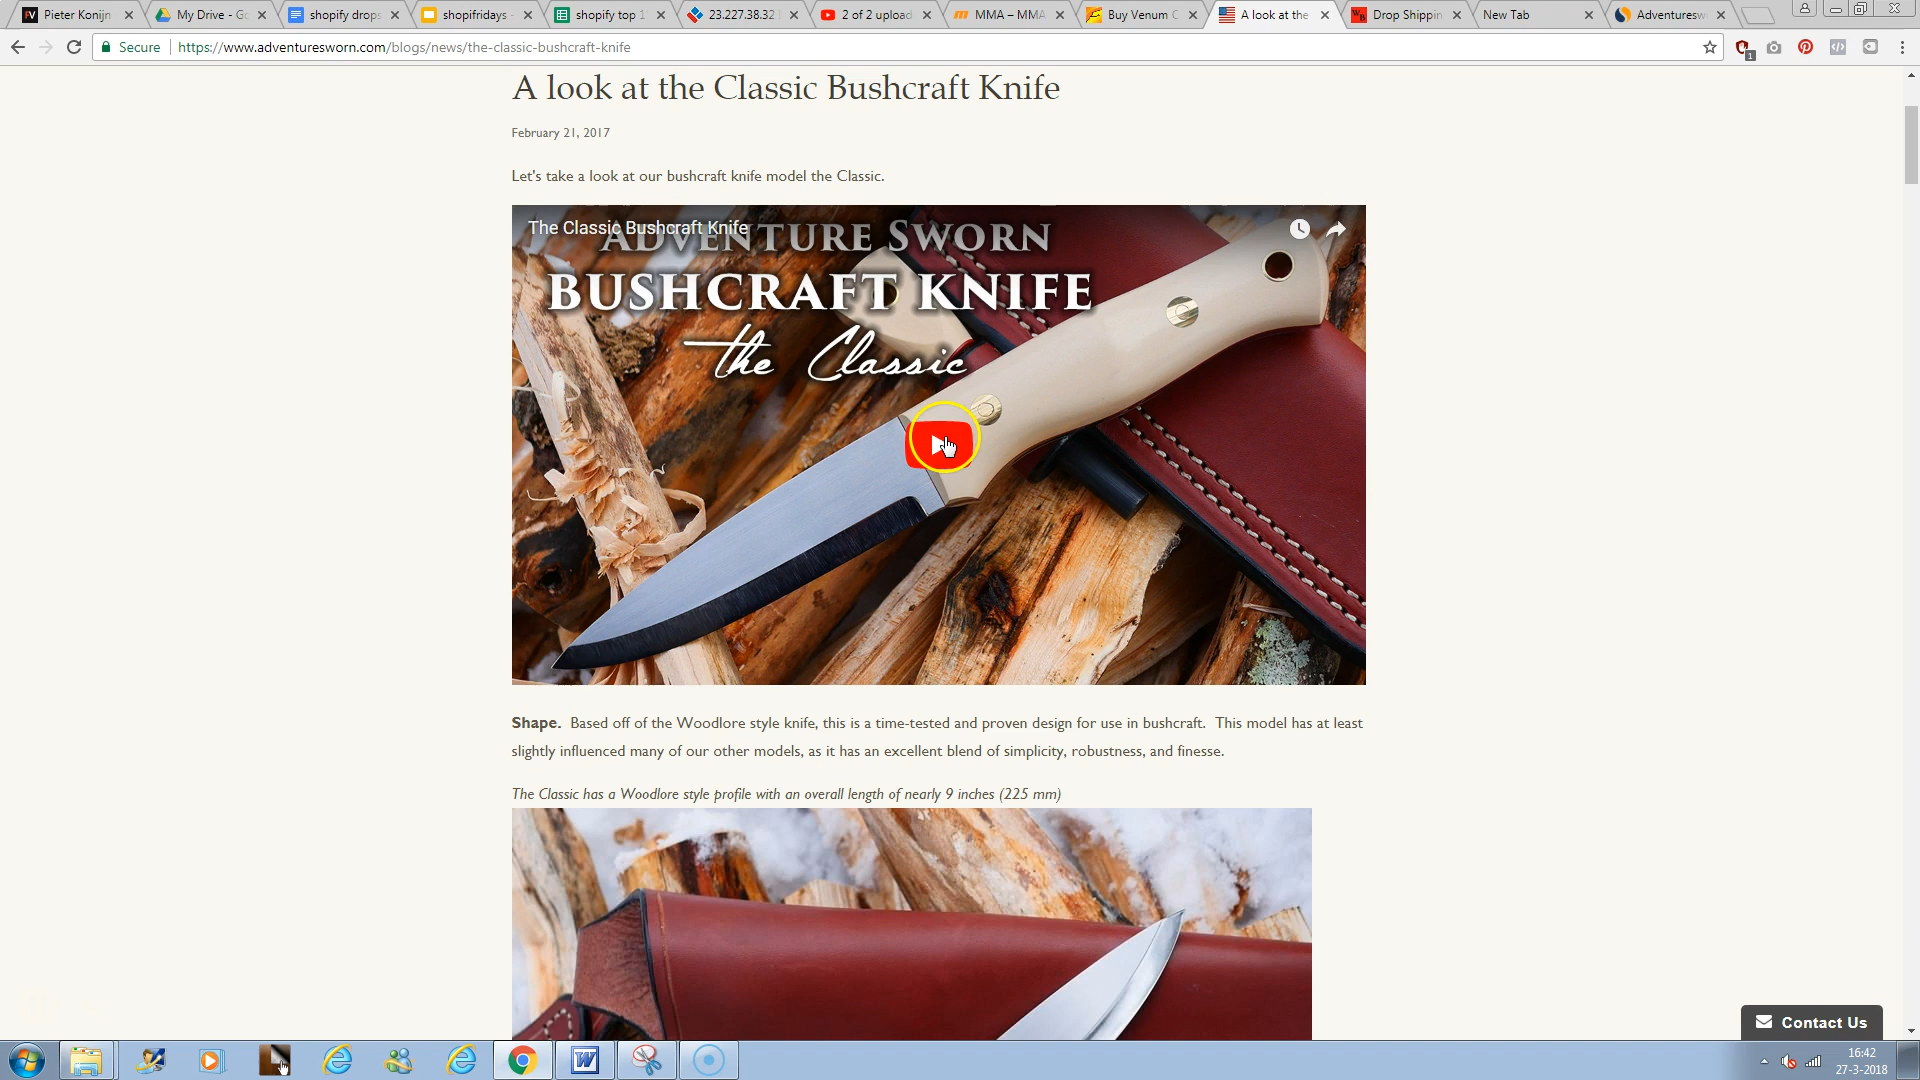 Pieter Konijn
My Drive - Go
shopify drops
shopifridays -
shopify top 1
23.227.38.32
2 of 2 upload
MMA – MMA
Buy Venum
A look at the
Drop Shippin
New Tab
Adventuresw
Secure
https://www.adventuresworn.com/blogs/news/the-classic-bushcraft-knife
1
A look at the Classic Bushcraft Knife
February 21, 2017
Let's take a look at our bushcraft knife model the Classic.
The Classic Bushcraft Knife
ADVENTURE SWORN
BUSHCRAFT KNIFE
the Classic
Shape. Based off of the Woodlore style knife, this is a time-tested and proven design for use in bushcraft. This model has at least
slightly influenced many of our other models, as it has an excellent blend of simplicity, robustness, and finesse.
The Classic has a Woodlore style profile with an overall length of nearly 9 inches (225 mm)
Contact Us
16:42
27-3-2018